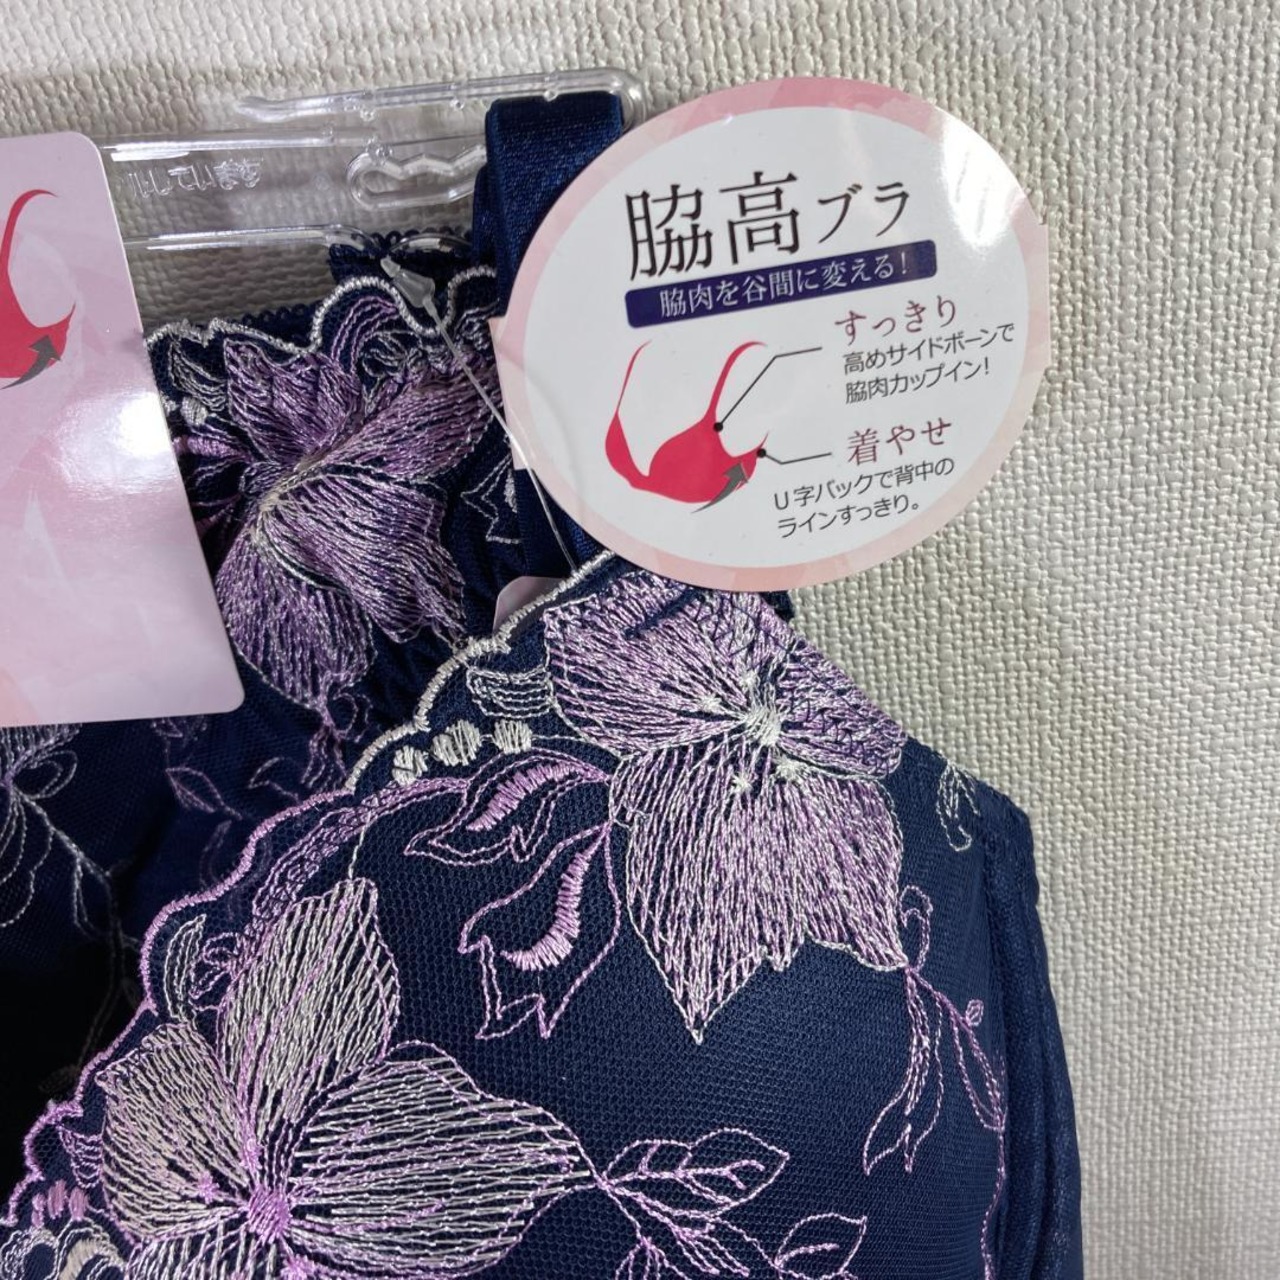 脇高ブラ
脇肉を谷間に変える!
すっきり
高めサイドボーンで
脇肉カップイン!
着やせ
U字バックで背中の
ラインすっきり。